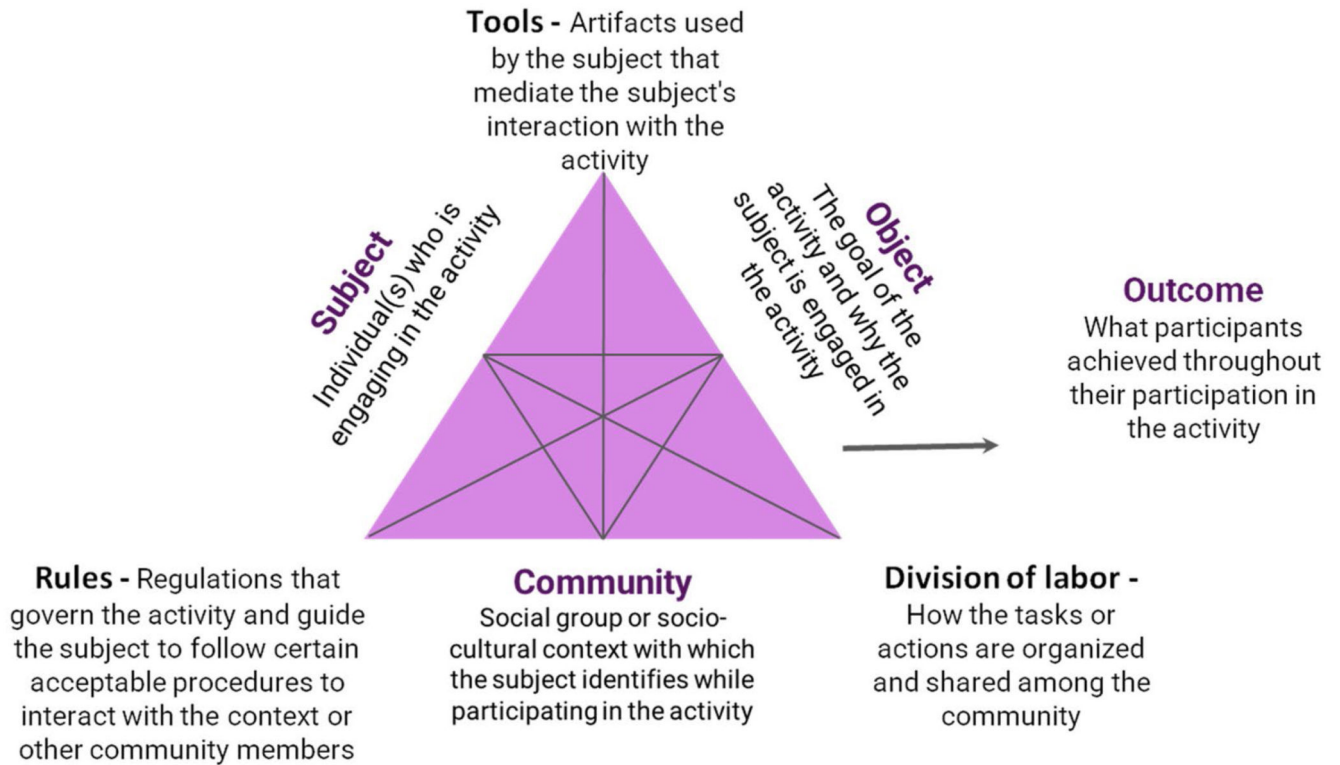 Tools - Artifacts used
by the subject that
mediate the subject's
interaction with the
activity
Subject
Individual(s) who is
engaging in the activity
Object
The goal of the
activity and why the
subject is engaged in
the activity
Outcome
What participants
achieved throughout
their participation in
the activity
Rules - Regulations that
govern the activity and guide
the subject to follow certain
acceptable procedures to
interact with the context or
other community members
Community
Social group or socio-
cultural context with which
the subject identifies while
participating in the activity
Division of labor -
How the tasks or
actions are organized
and shared among the
community